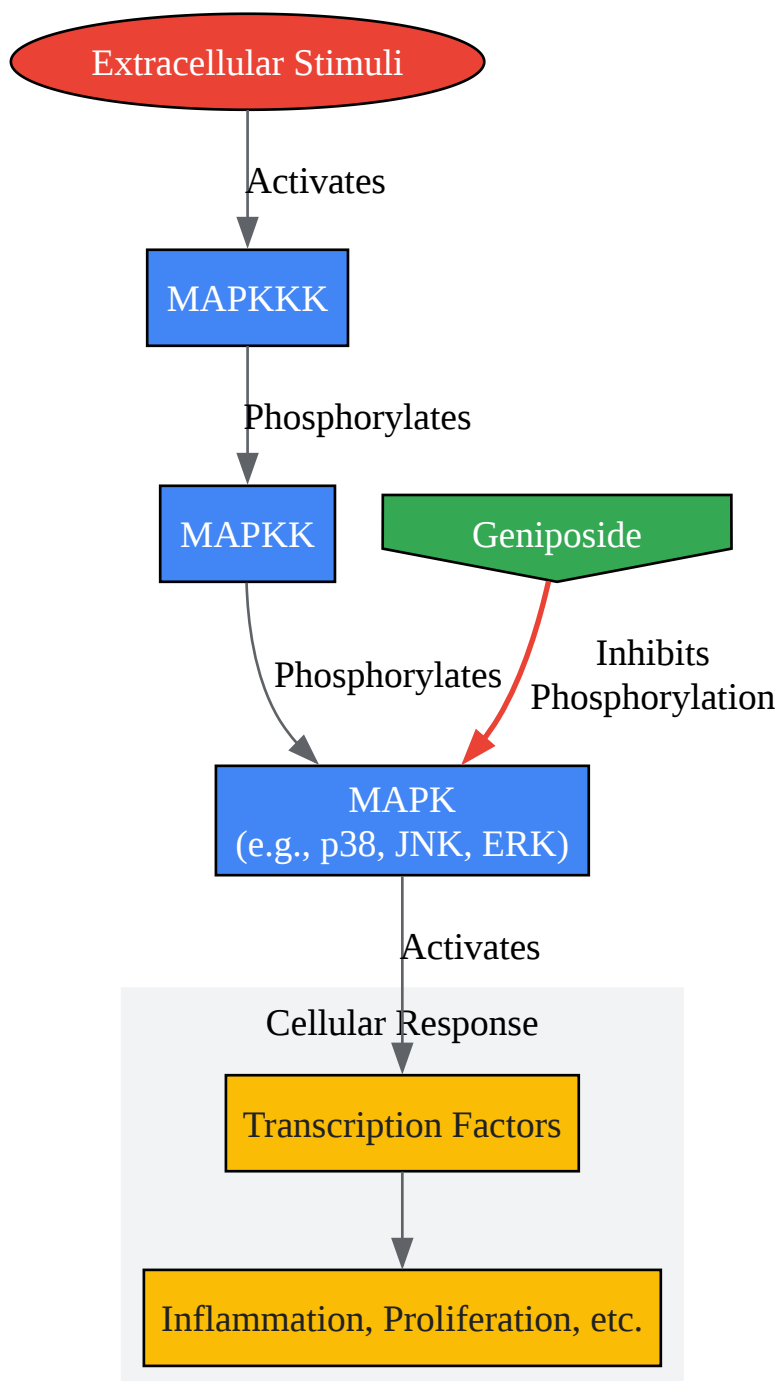 Extracellular Stimuli
Activates
MAPKKK
Phosphorylates
MAPKK
Geniposide
Phosphorylates
Inhibits
Phosphorylation
MAPK
(e.g., p38, JNK, ERK)
Activates
Cellular Response
Transcription Factors
Inflammation, Proliferation, etc.